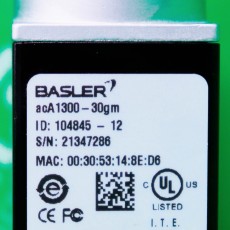 BASLER
acA1300-30gm
ID: 104845 - 12
S/N: 21347286
MAC: 00:30:53:14:8E:D6
C UL US
LISTED
CE FC I.T.E.